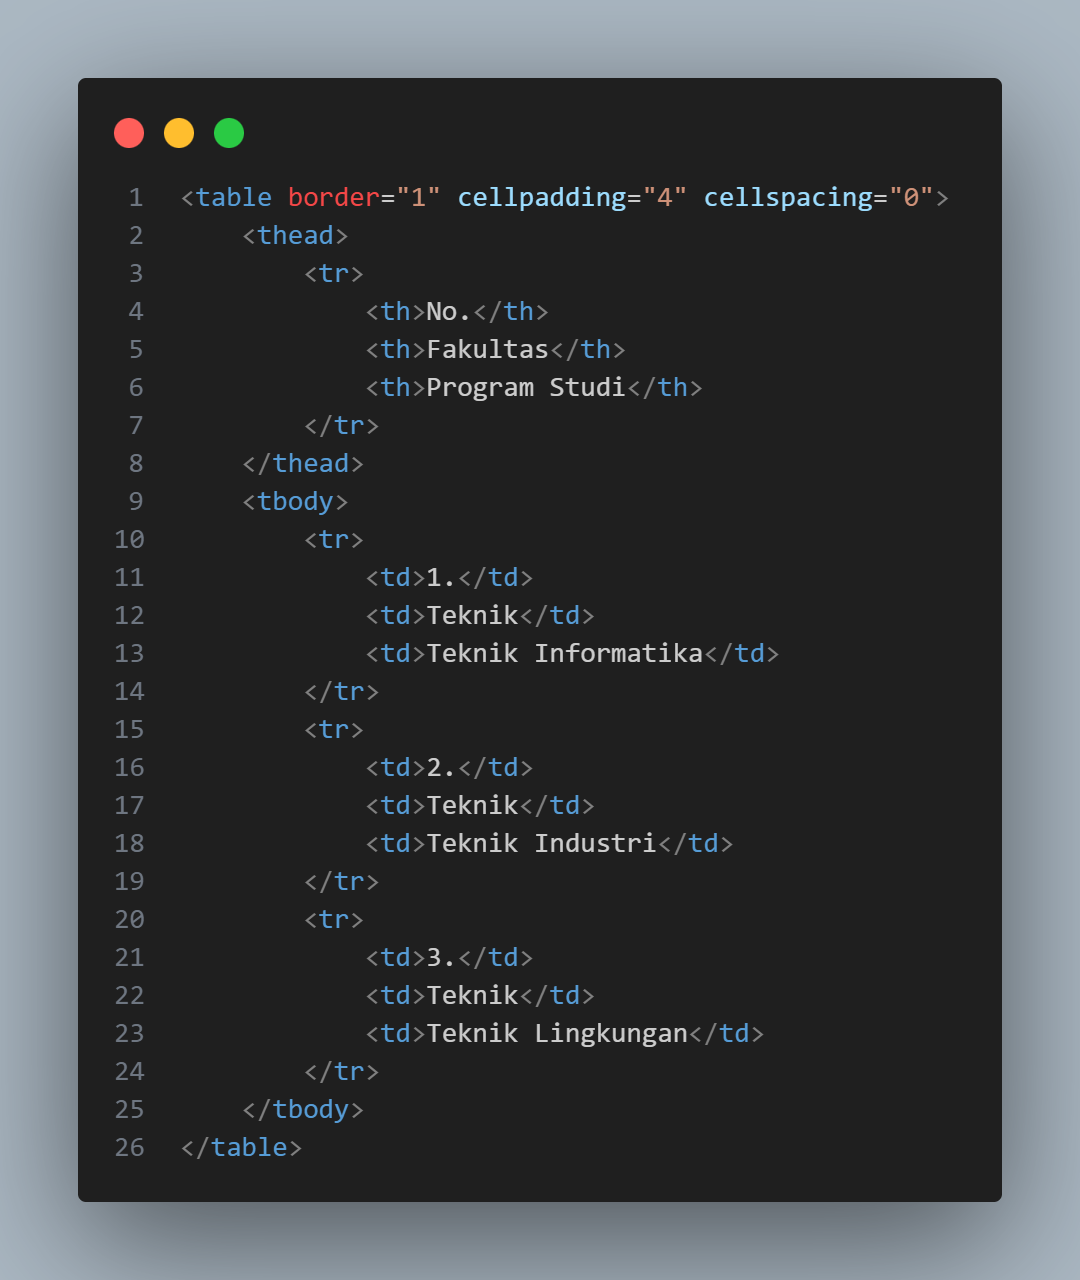 1 <table border="1" cellpadding="4" cellspacing="0">
2     <thead>
3         <tr>
4             <th>No.</th>
5             <th>Fakultas</th>
6             <th>Program Studi</th>
7         </tr>
8     </thead>
9     <tbody>
10         <tr>
11             <td>1.</td>
12             <td>Teknik</td>
13             <td>Teknik Informatika</td>
14         </tr>
15         <tr>
16             <td>2.</td>
17             <td>Teknik</td>
18             <td>Teknik Industri</td>
19         </tr>
20         <tr>
21             <td>3.</td>
22             <td>Teknik</td>
23             <td>Teknik Lingkungan</td>
24         </tr>
25     </tbody>
26 </table>